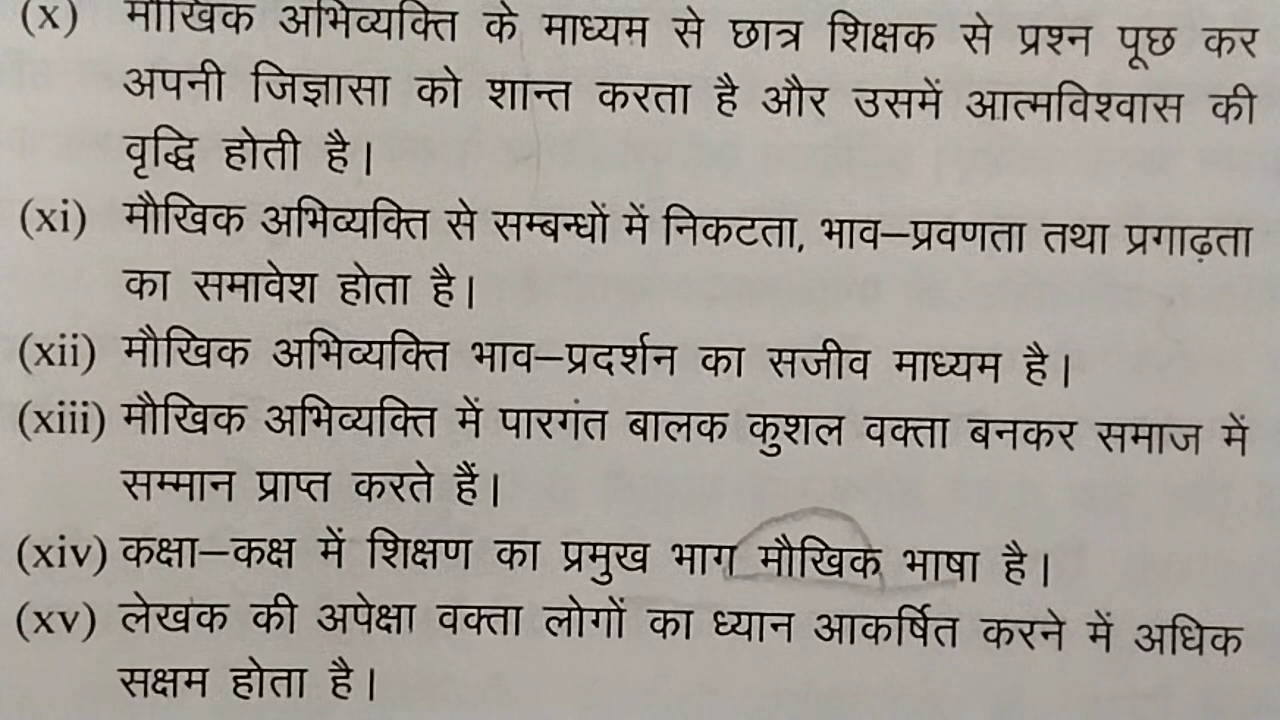 (x) मौखिक अभिव्यक्ति के माध्यम से छात्र शिक्षक से प्रश्न पूछ कर
अपनी जिज्ञासा को शान्त करता है और उसमें आत्मविश्वास की
वृद्धि होती है।
(xi) मौखिक अभिव्यक्ति से सम्बन्धों में निकटता, भाव–प्रवणता तथा प्रगाढ़ता
का समावेश होता है।
(xii) मौखिक अभिव्यक्ति भाव–प्रदर्शन का सजीव माध्यम है।
(xiii) मौखिक अभिव्यक्ति में पारगंत बालक कुशल वक्ता बनकर समाज में
सम्मान प्राप्त करते हैं।
(xiv) कक्षा–कक्ष में शिक्षण का प्रमुख भाग मौखिक भाषा है।
(xv) लेखक की अपेक्षा वक्ता लोगों का ध्यान आकर्षित करने में अधिक
सक्षम होता है।